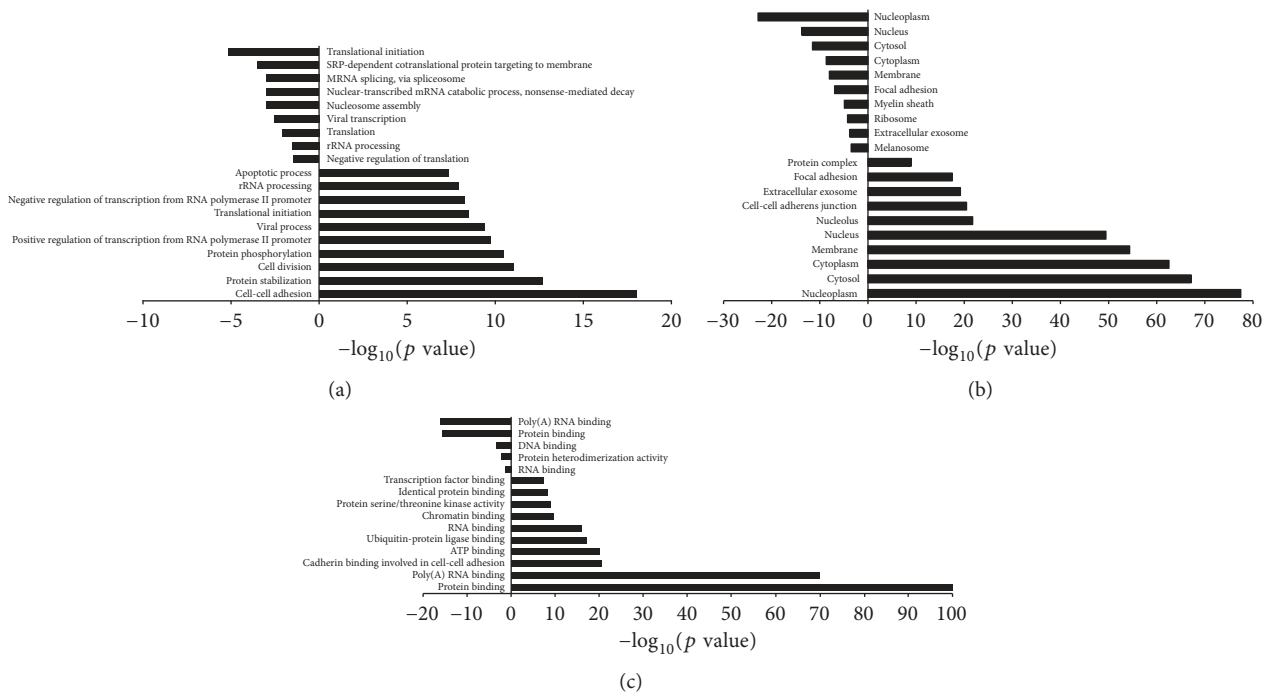 Translational initiation
SRP-dependent cotranslational protein targeting to membrane
MRNA splicing, via spliceosome
Nuclear-transcribed mRNA catabolic process, nonsense-mediated decay
Nucleosome assembly
Viral transcription
Translation
rRNA processing
Negative regulation of translation
Apoptotic process
rRNA processing
Negative regulation of transcription from RNA polymerase II promoter
Translational initiation
Viral process
Positive regulation of transcription from RNA polymerase II promoter
Protein phosphorylation
Cell division
Protein stabilization
Cell-cell adhesion
−10 −5 0 5 10 15 20
−log10(p value)
(a)
Nucleoplasm
Nucleus
Cytosol
Cytoplasm
Membrane
Focal adhesion
Myelin sheath
Ribosome
Extracellular exosome
Melanosome
Protein complex
Focal adhesion
Extracellular exosome
Cell-cell adherens junction
Nucleolus
Nucleus
Membrane
Cytoplasm
Cytosol
Nucleoplasm
−30 −20 −10 0 10 20 30 40 50 60 70 80
−log10(p value)
(b)
Poly(A) RNA binding
Protein binding
DNA binding
Protein heterodimerization activity
RNA binding
Transcription factor binding
Identical protein binding
Protein serine/threonine kinase activity
Chromatin binding
RNA binding
Ubiquitin-protein ligase binding
ATP binding
Cadherin binding involved in cell-cell adhesion
Poly(A) RNA binding
Protein binding
−20 −10 0 10 20 30 40 50 60 70 80 90 100
−log10(p value)
(c)